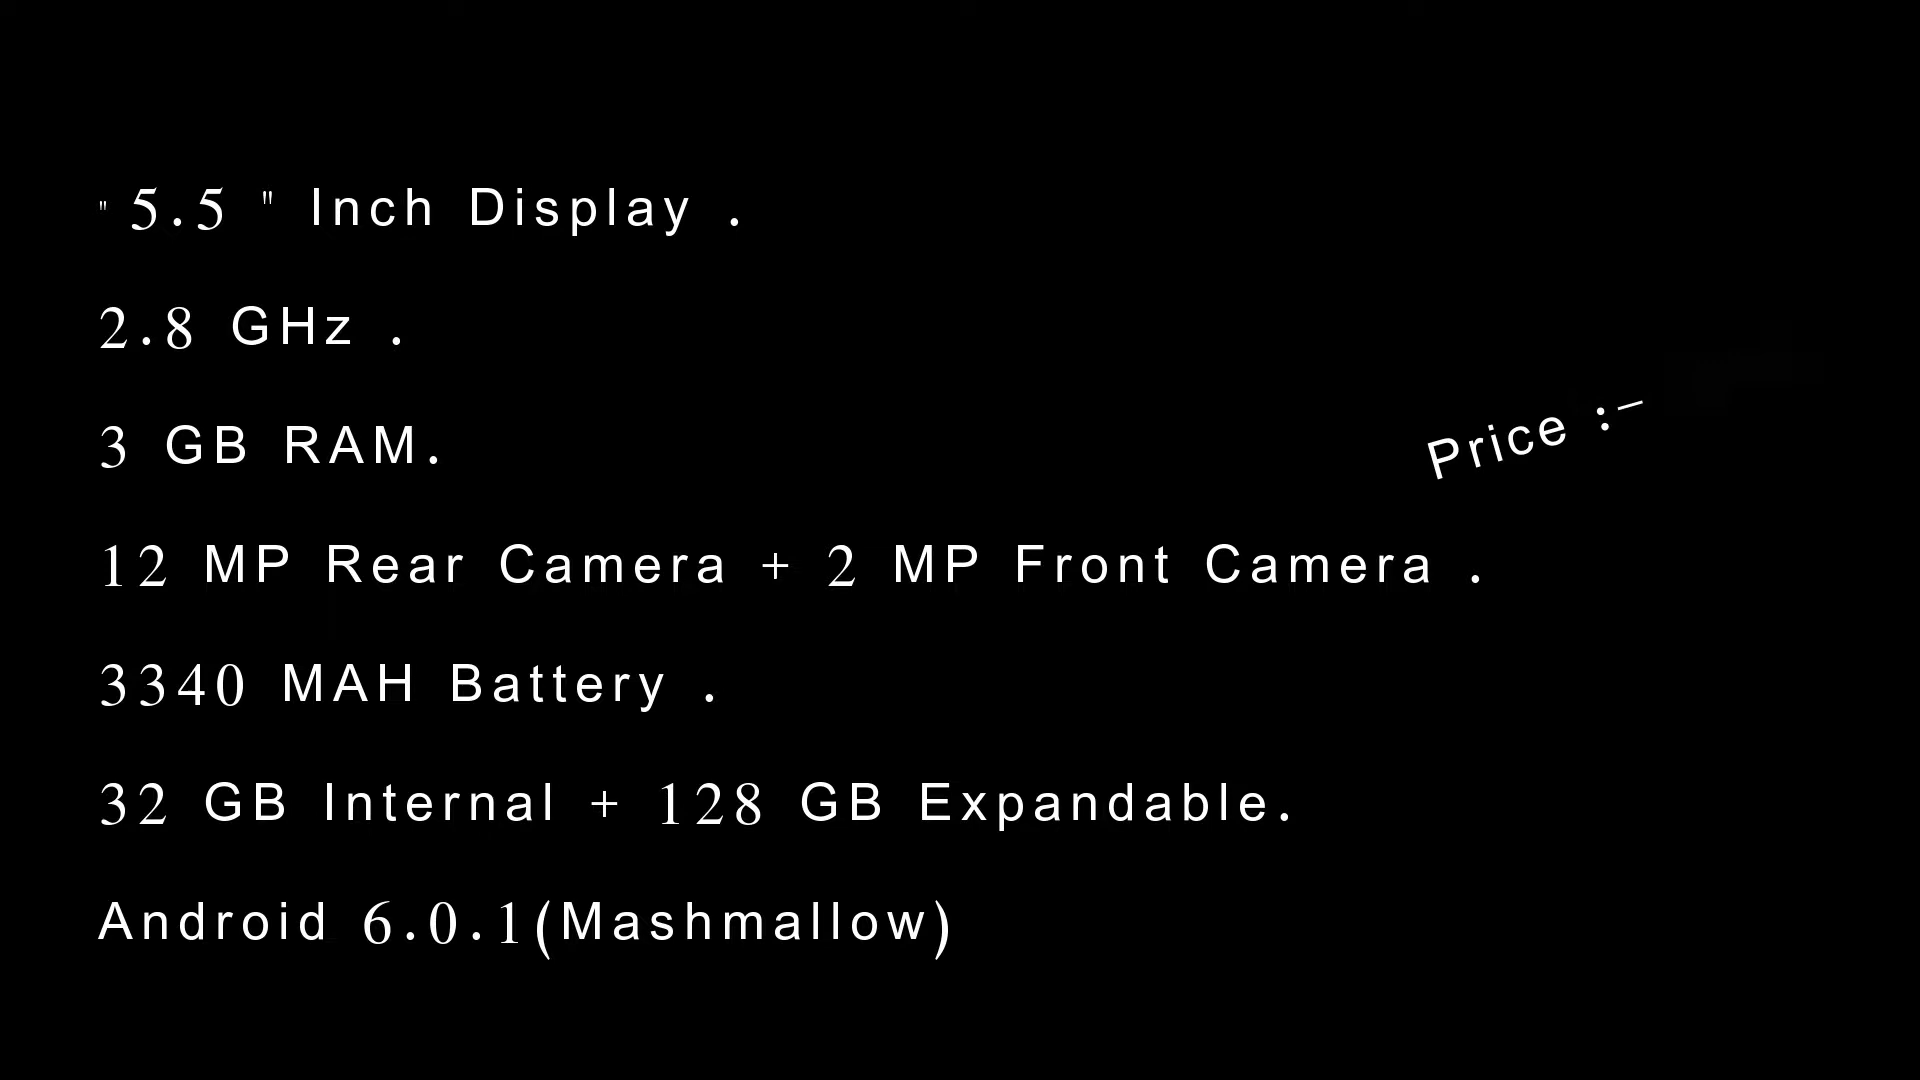 " 5.5 " Inch Display .
2.8 GHz .
3 GB RAM.
Price :-
12 MP Rear Camera + 2 MP Front Camera .
3340 MAH Battery .
32 GB Internal + 128 GB Expandable.
Android 6.0.1(Mashmallow)